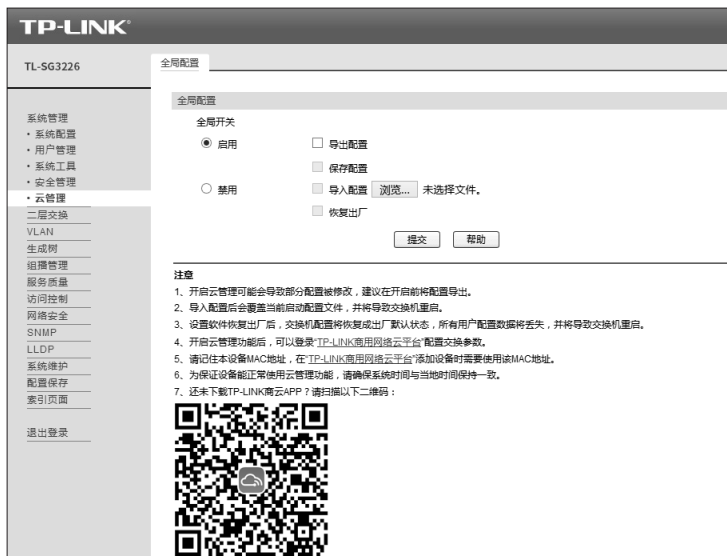 TP-LINK®
TL-SG3226
全局配置
系统管理
• 系统配置
• 用户管理
• 系统工具
• 安全管理
• 云管理
二层交换
VLAN
生成树
组播管理
服务质量
访问控制
网络安全
SNMP
LLDP
系统维护
配置保存
索引页面
退出登录
全局配置
全局开关
启用 导出配置
保存配置
禁用 导入配置 浏览... 未选择文件。
恢复出厂
提交 帮助
注意
1、开启云管理可能会导致部分配置被修改，建议在开启前将配置导出。
2、导入配置后会覆盖当前启动配置文件，并将导致交换机重启。
3、设置软件恢复出厂后，交换机配置将恢复成出厂默认状态，所有用户配置数据将丢失，并将导致交换机重启。
4、开启云管理功能后，可以登录“TP-LINK商用网络云平台”配置交换参数。
5、请记住本设备MAC地址，在“TP-LINK商用网络云平台”添加设备时需要使用该MAC地址。
6、为保证设备能正常使用云管理功能，请确保系统时间与当地时间保持一致。
7、还未下载TP-LINK商云APP？请扫描以下二维码：